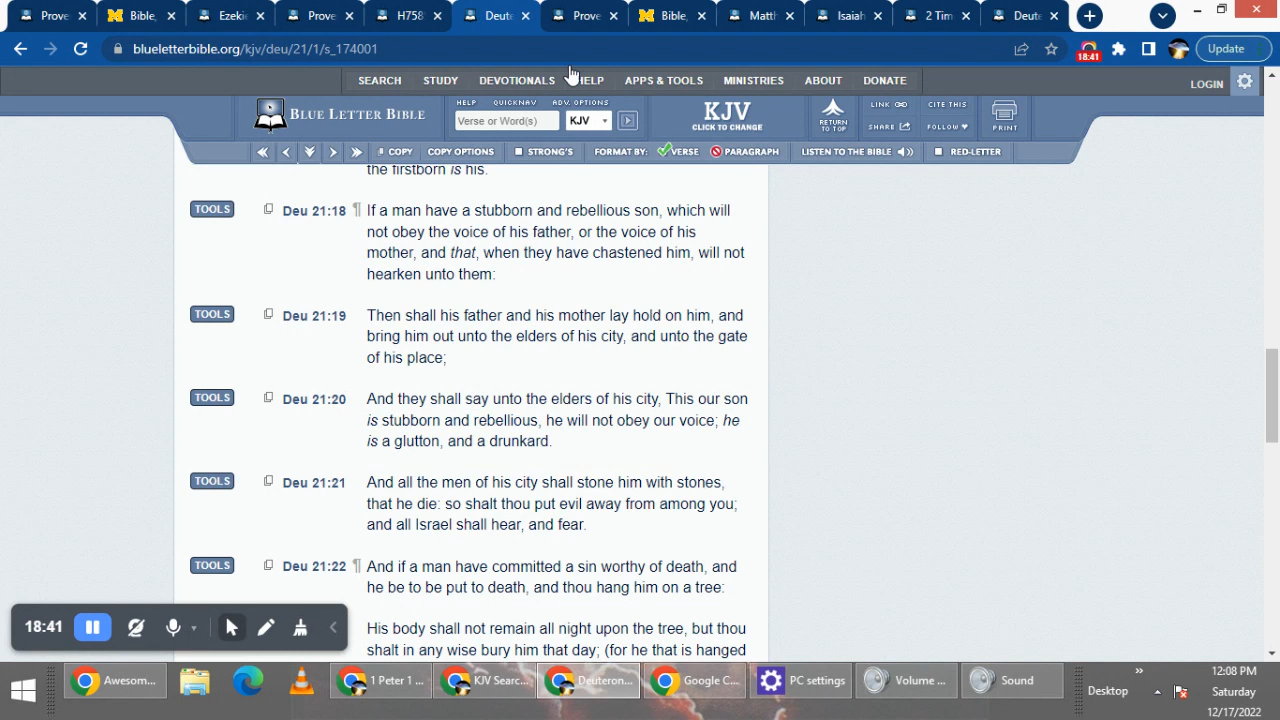 Prove
Bible,
Ezekie
Prove
H758
Deute
Prove
Bible,
Matth
Isaiah
2 Tim
Deute
blueletterbible.org/kjv/deu/21/1/s_174001
18:41
Update
SEARCH STUDY DEVOTIONALS HELP APPS & TOOLS MINISTRIES ABOUT DONATE
LOGIN
BLUE LETTER BIBLE
HELP QUICKNAV ADV. OPTIONS
Verse or Word(s) KJV
KJV
CLICK TO CHANGE
RETURN
TO TOP
LINK CITE THIS
SHARE FOLLOW
PRINT
COPY COPY OPTIONS STRONG'S FORMAT BY: VERSE PARAGRAPH LISTEN TO THE BIBLE RED-LETTER
the firstborn is his.
TOOLS Deu 21:18 ¶ If a man have a stubborn and rebellious son, which will
not obey the voice of his father, or the voice of his
mother, and that, when they have chastened him, will not
hearken unto them:
TOOLS Deu 21:19 Then shall his father and his mother lay hold on him, and
bring him out unto the elders of his city, and unto the gate
of his place;
TOOLS Deu 21:20 And they shall say unto the elders of his city, This our son
is stubborn and rebellious, he will not obey our voice; he
is a glutton, and a drunkard.
TOOLS Deu 21:21 And all the men of his city shall stone him with stones,
that he die: so shalt thou put evil away from among you;
and all Israel shall hear, and fear.
TOOLS Deu 21:22 ¶ And if a man have committed a sin worthy of death, and
he be to be put to death, and thou hang him on a tree:
His body shall not remain all night upon the tree, but thou
shalt in any wise bury him that day; (for he that is hanged
18:41
Awesom...
1 Peter 1 ...
KJV Searc...
Deuteron...
Google C...
PC settings
Volume ...
Sound
Desktop
12:08 PM
Saturday
12/17/2022